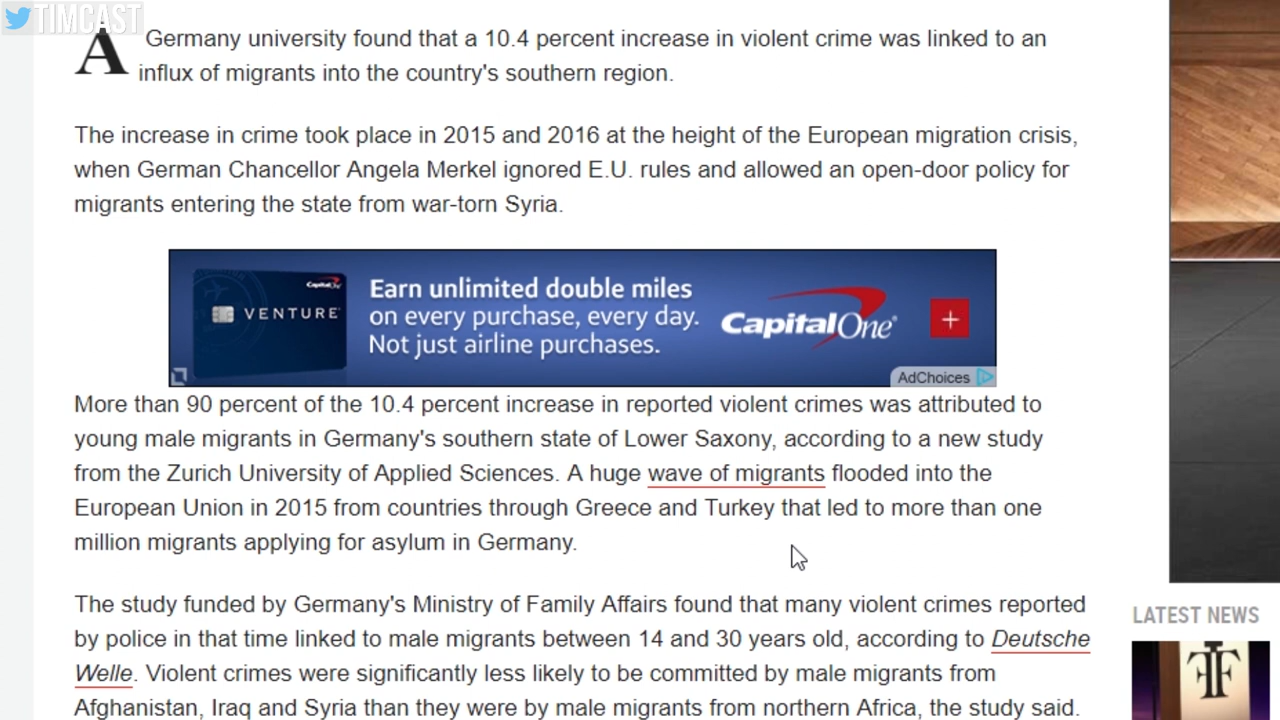 TIMCAST
A Germany university found that a 10.4 percent increase in violent crime was linked to an
influx of migrants into the country's southern region.
The increase in crime took place in 2015 and 2016 at the height of the European migration crisis,
when German Chancellor Angela Merkel ignored E.U. rules and allowed an open-door policy for
migrants entering the state from war-torn Syria.
CapitalOne
VENTURE
Earn unlimited double miles
on every purchase, every day.
Not just airline purchases.
CapitalOne
+
AdChoices
More than 90 percent of the 10.4 percent increase in reported violent crimes was attributed to
young male migrants in Germany's southern state of Lower Saxony, according to a new study
from the Zurich University of Applied Sciences. A huge wave of migrants flooded into the
European Union in 2015 from countries through Greece and Turkey that led to more than one
million migrants applying for asylum in Germany.
The study funded by Germany's Ministry of Family Affairs found that many violent crimes reported
by police in that time linked to male migrants between 14 and 30 years old, according to Deutsche
Welle. Violent crimes were significantly less likely to be committed by male migrants from
Afghanistan, Iraq and Syria than they were by male migrants from northern Africa, the study said.
LATEST NEWS